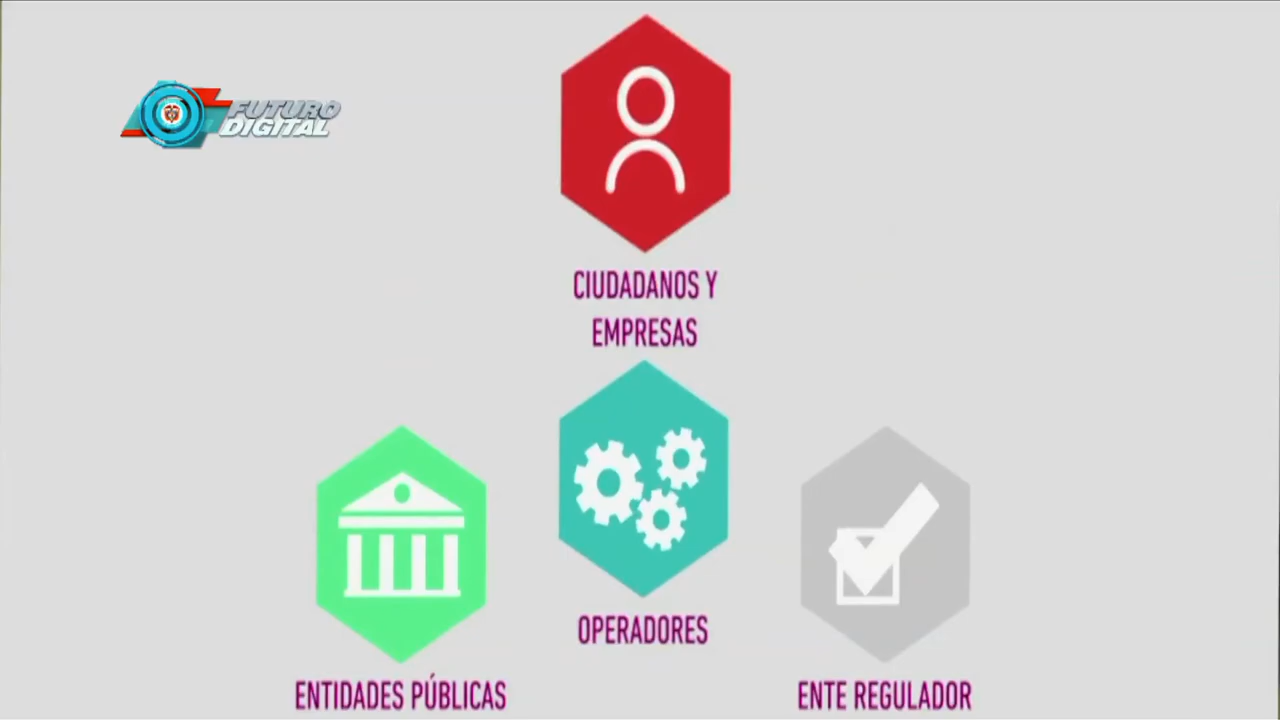 FUTURO
DIGITAL
CIUDADANOS Y
EMPRESAS
OPERADORES
ENTIDADES PÚBLICAS
ENTE REGULADOR